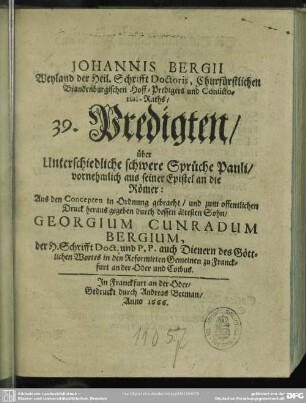 JOHANNIS BERGII
Weyland der Heil. Schrifft Doctoris, Churfürstlichen
Brandenburgischen Hoff-Predigers und Consisto-
rial-Raths/
39. Predigten/
über
Unterschiedliche schwere Sprüche Pauli/
vornehmlich aus seiner Epistel an die
Römer:
Aus den Concepten in Ordnung gebracht/ und zum offentlichen
Druck heraus gegeben durch dessen ältesten Sohn/
GEORGIUM CUNRADUM
BERGIUM,
der H. Schrifft Doct. und P. P. auch Dienern des Gött-
lichen Wortes in den Reformirten Gemeinen zu Franck-
furt an der Oder und Cotbus.
In Franckfurt an der Oder/
Gedruckt durch Andreas Beeman/
Anno 1666.
DFG